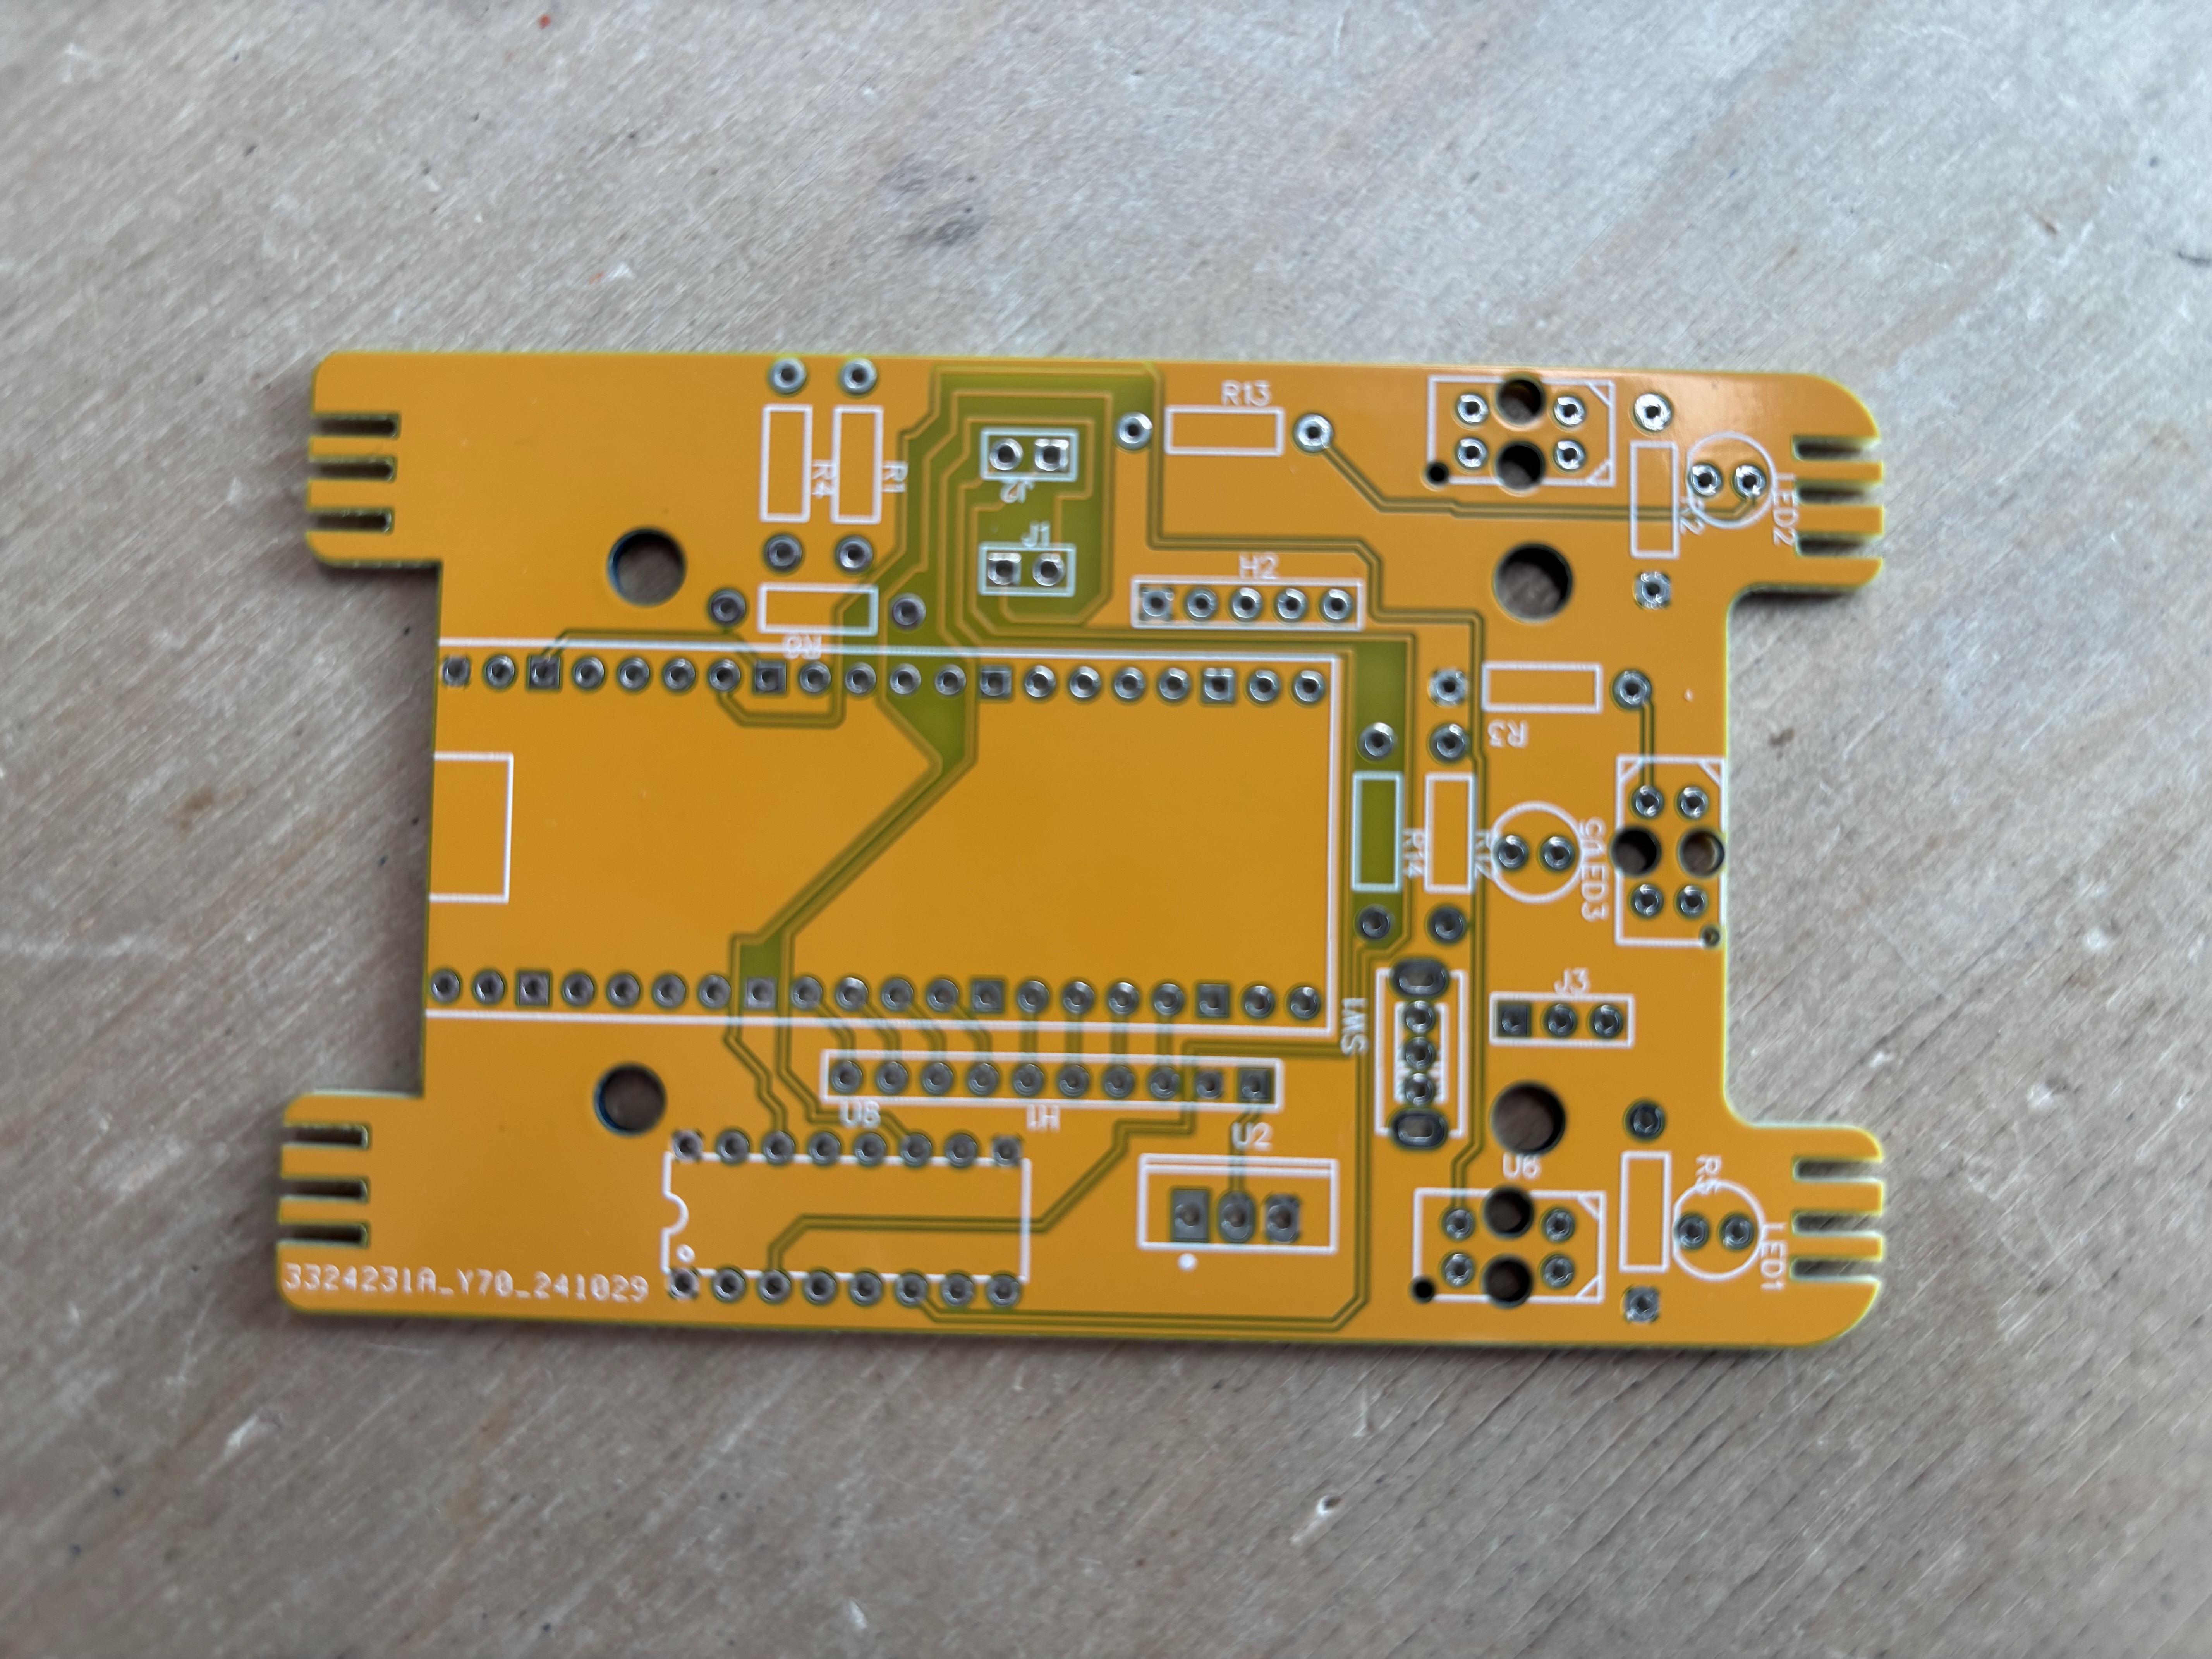 R13
R4
R1
J2
R2
LED2
J1
H2
R6
R3
R14
R12
LED3
J3
SW1
U8
H1
U2
U6
R5
LED1
3324231A_Y70_241029